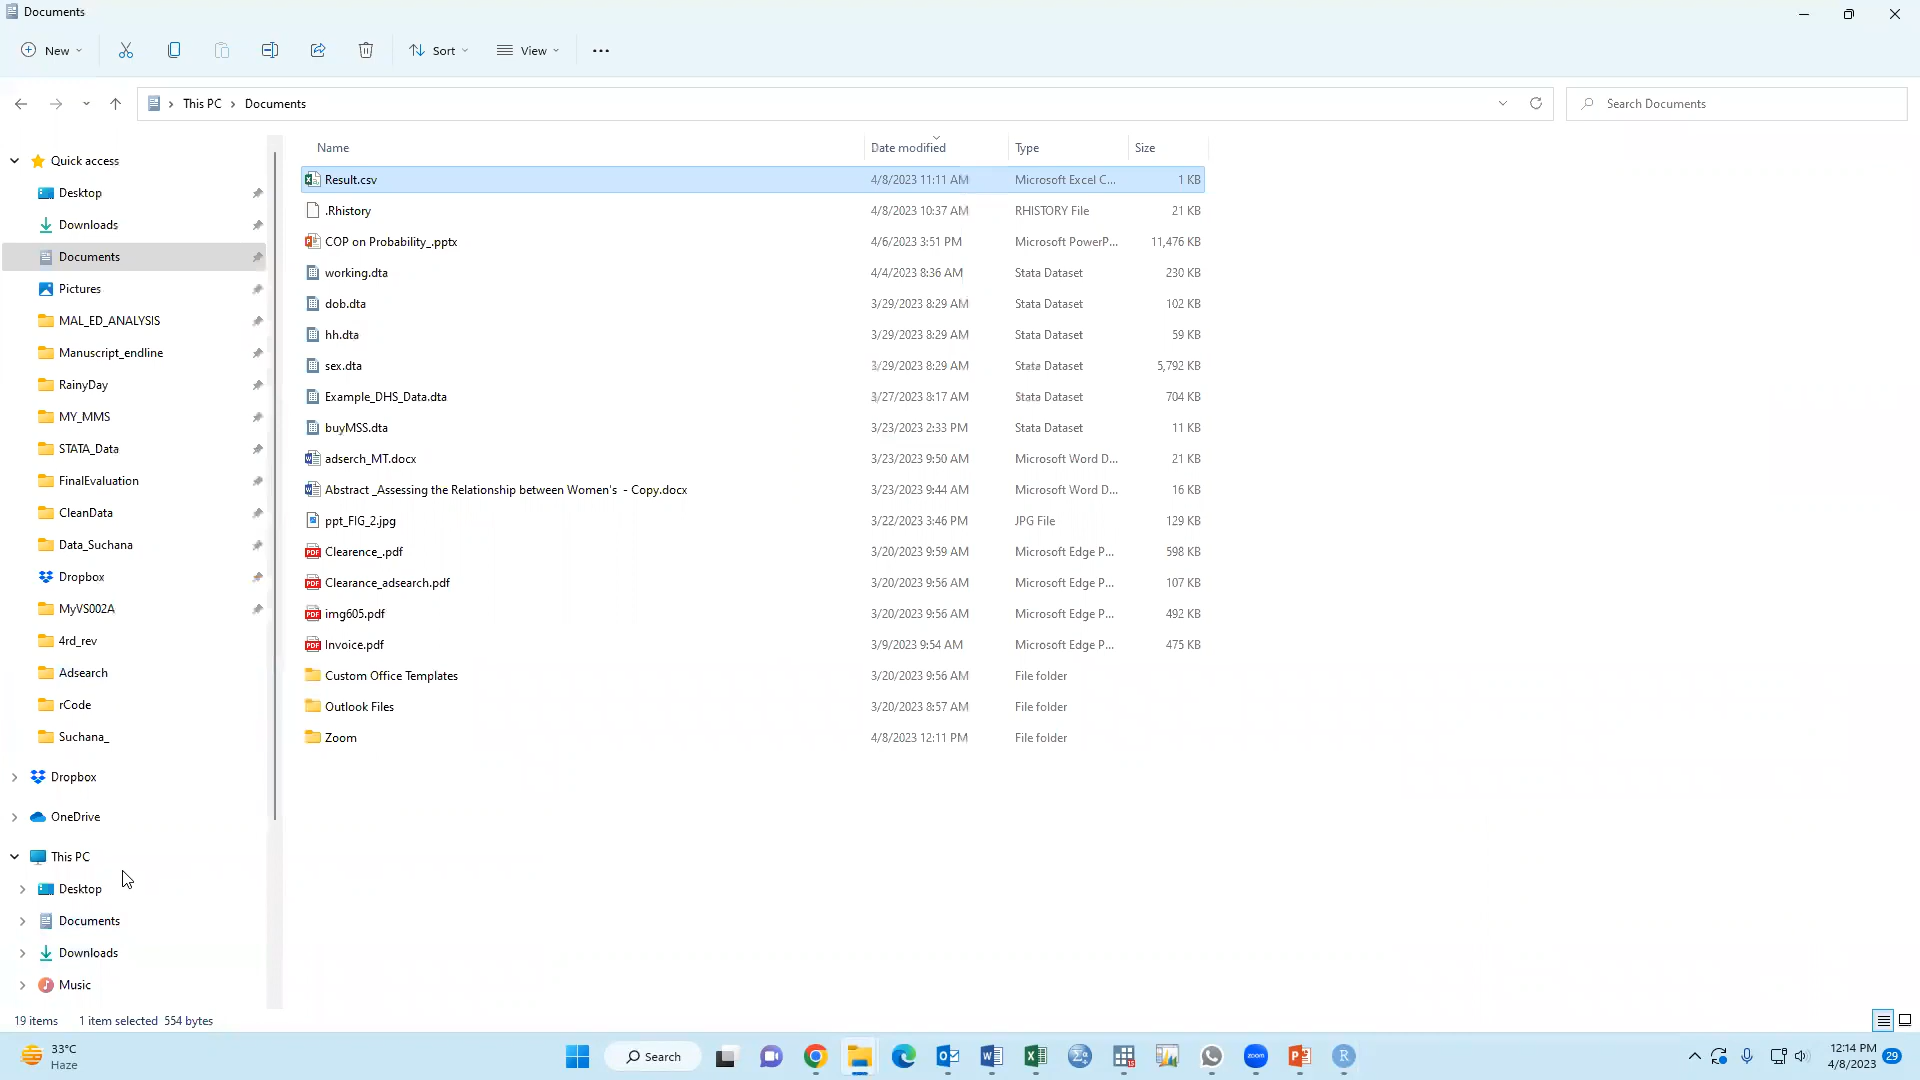 Documents
New
Sort
View
This PC > Documents
Search Documents
Name Date modified Type Size
Quick access
Desktop
Downloads
Documents
Pictures
MAL_ED_ANALYSIS
Manuscript_endline
RainyDay
MY_MMS
STATA_Data
FinalEvaluation
CleanData
Data_Suchana
Dropbox
MyVS002A
4rd_rev
Adsearch
rCode
Suchana_
Dropbox
OneDrive
This PC
Desktop
Documents
Downloads
Music
Result.csv 4/8/2023 11:11 AM Microsoft Excel C... 1 KB
.Rhistory 4/8/2023 10:37 AM RHISTORY File 21 KB
COP on Probability_.pptx 4/6/2023 3:51 PM Microsoft PowerP... 11,476 KB
working.dta 4/4/2023 8:36 AM Stata Dataset 230 KB
dob.dta 3/29/2023 8:29 AM Stata Dataset 102 KB
hh.dta 3/29/2023 8:29 AM Stata Dataset 59 KB
sex.dta 3/29/2023 8:29 AM Stata Dataset 5,792 KB
Example_DHS_Data.dta 3/27/2023 8:17 AM Stata Dataset 704 KB
buyMSS.dta 3/23/2023 2:33 PM Stata Dataset 11 KB
adserch_MT.docx 3/23/2023 9:50 AM Microsoft Word D... 21 KB
Abstract _Assessing the Relationship between Women's - Copy.docx 3/23/2023 9:44 AM Microsoft Word D... 16 KB
ppt_FIG_2.jpg 3/22/2023 3:46 PM JPG File 129 KB
Clearence_.pdf 3/20/2023 9:59 AM Microsoft Edge P... 598 KB
Clearance_adsearch.pdf 3/20/2023 9:56 AM Microsoft Edge P... 107 KB
img605.pdf 3/20/2023 9:56 AM Microsoft Edge P... 492 KB
Invoice.pdf 3/9/2023 9:54 AM Microsoft Edge P... 475 KB
Custom Office Templates 3/20/2023 9:56 AM File folder
Outlook Files 3/20/2023 8:57 AM File folder
Zoom 4/8/2023 12:11 PM File folder
19 items 1 item selected 554 bytes
33°C
Haze
Search
zoom
12:14 PM
4/8/2023
29